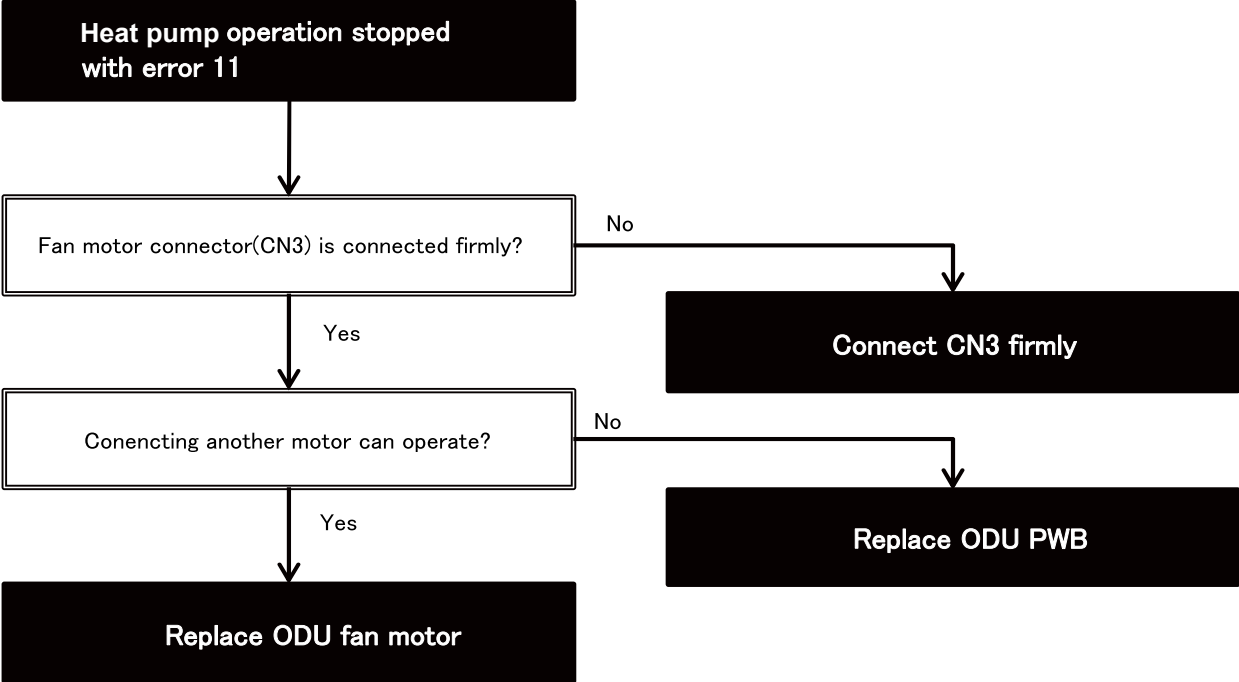 Heat pump operation stopped
with error 11
Fan motor connector(CN3) is connected firmly?
No
Connect CN3 firmly
Yes
Conencting another motor can operate?
No
Replace ODU PWB
Yes
Replace ODU fan motor